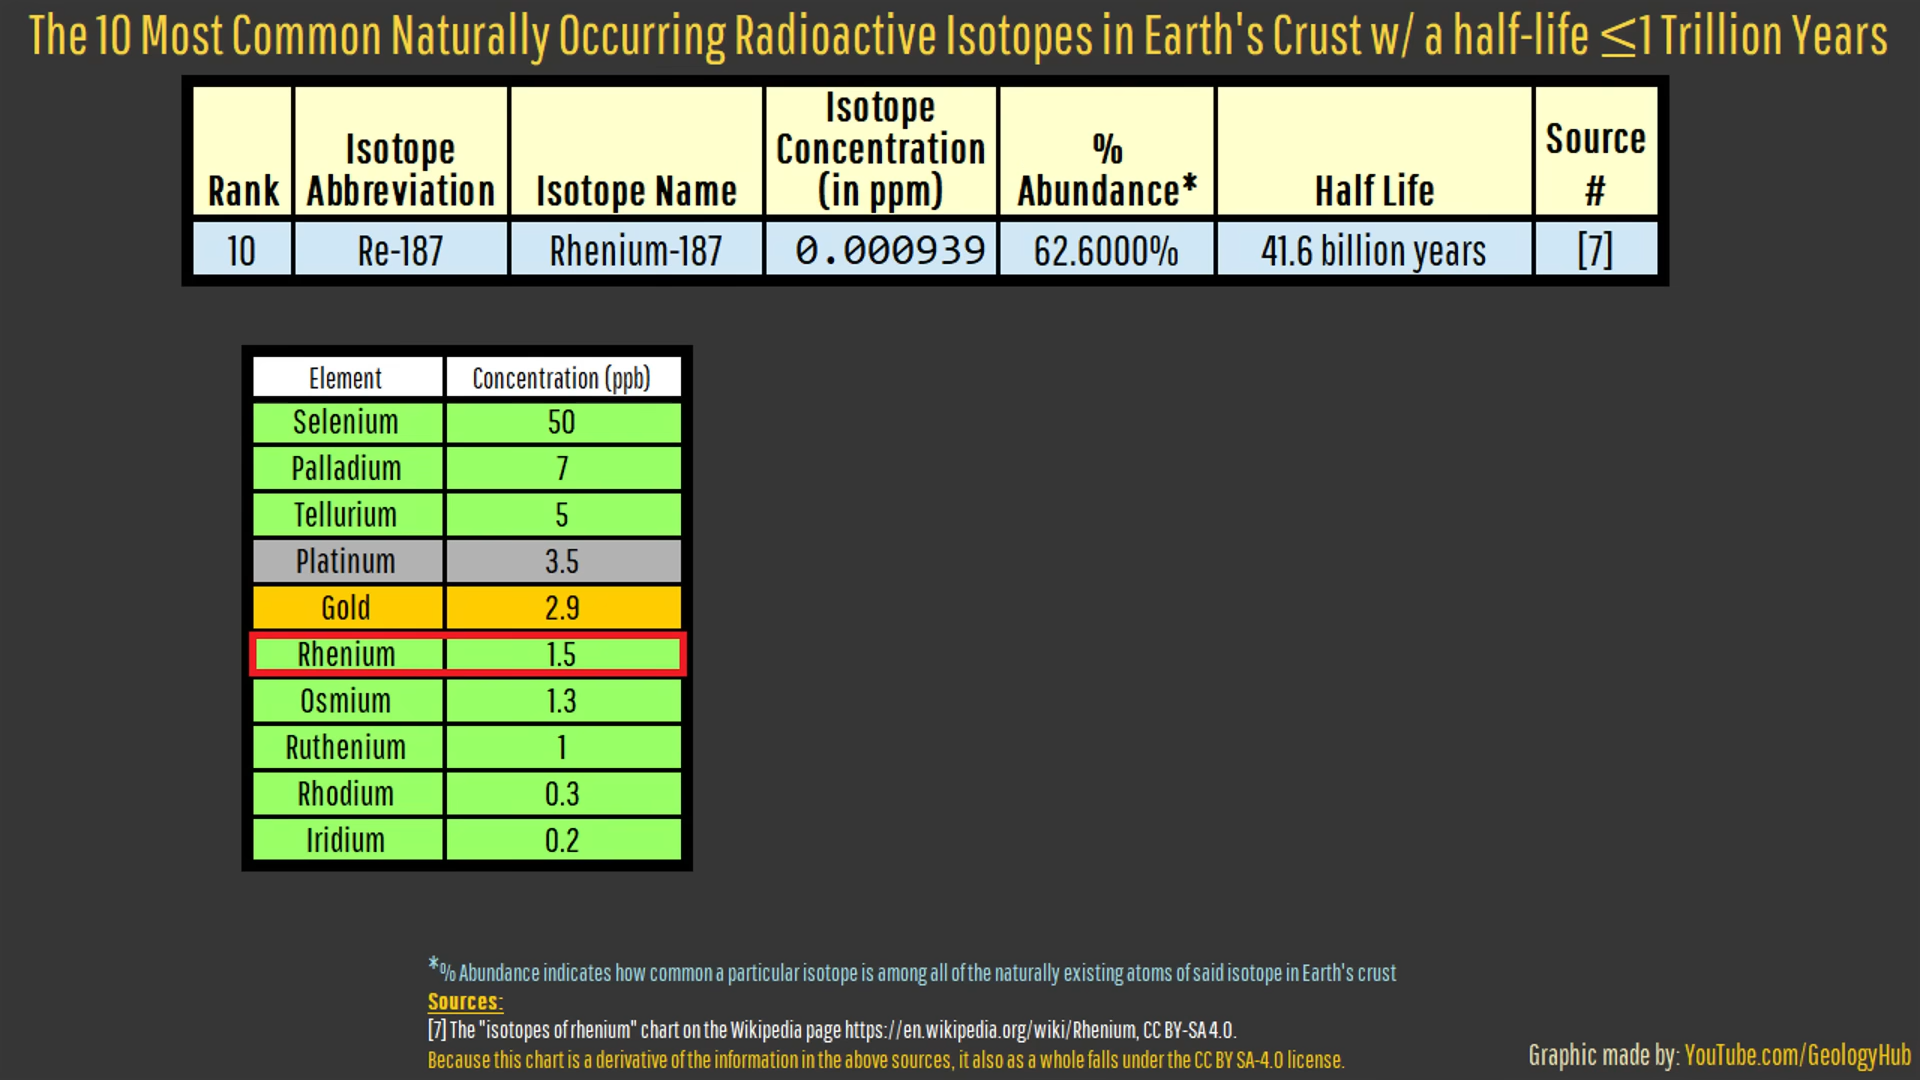 The 10 Most Common Naturally Occurring Radioactive Isotopes in Earth's Crust w/ a half-life ≤1 Trillion Years
Rank
Isotope Abbreviation
Isotope Name
Isotope Concentration (in ppm)
% Abundance*
Half Life
Source #
10 Re-187 Rhenium-187 0.000939 62.6000% 41.6 billion years [7]
Element Concentration (ppb)
Selenium 50
Palladium 7
Tellurium 5
Platinum 3.5
Gold 2.9
Rhenium 1.5
Osmium 1.3
Ruthenium 1
Rhodium 0.3
Iridium 0.2
*% Abundance indicates how common a particular isotope is among all of the naturally existing atoms of said isotope in Earth's crust
Sources:
[7] The "isotopes of rhenium" chart on the Wikipedia page https://en.wikipedia.org/wiki/Rhenium, CC BY-SA 4.0.
Because this chart is a derivative of the information in the above sources, it also as a whole falls under the CC BY SA-4.0 license.
Graphic made by: YouTube.com/GeologyHub